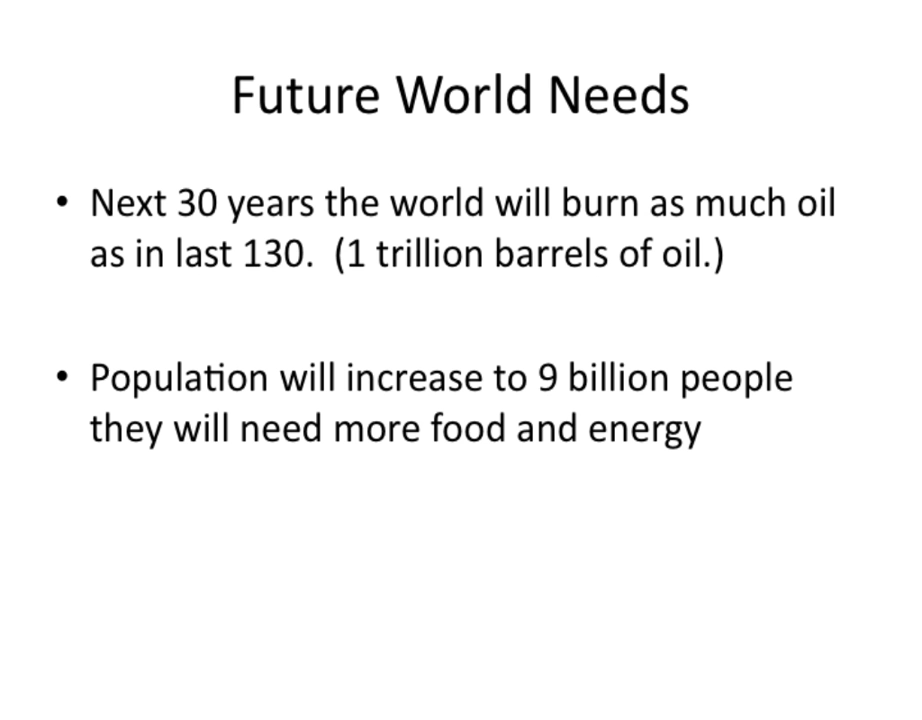 Future World Needs
• Next 30 years the world will burn as much oil
as in last 130.  (1 trillion barrels of oil.)
• Population will increase to 9 billion people
they will need more food and energy